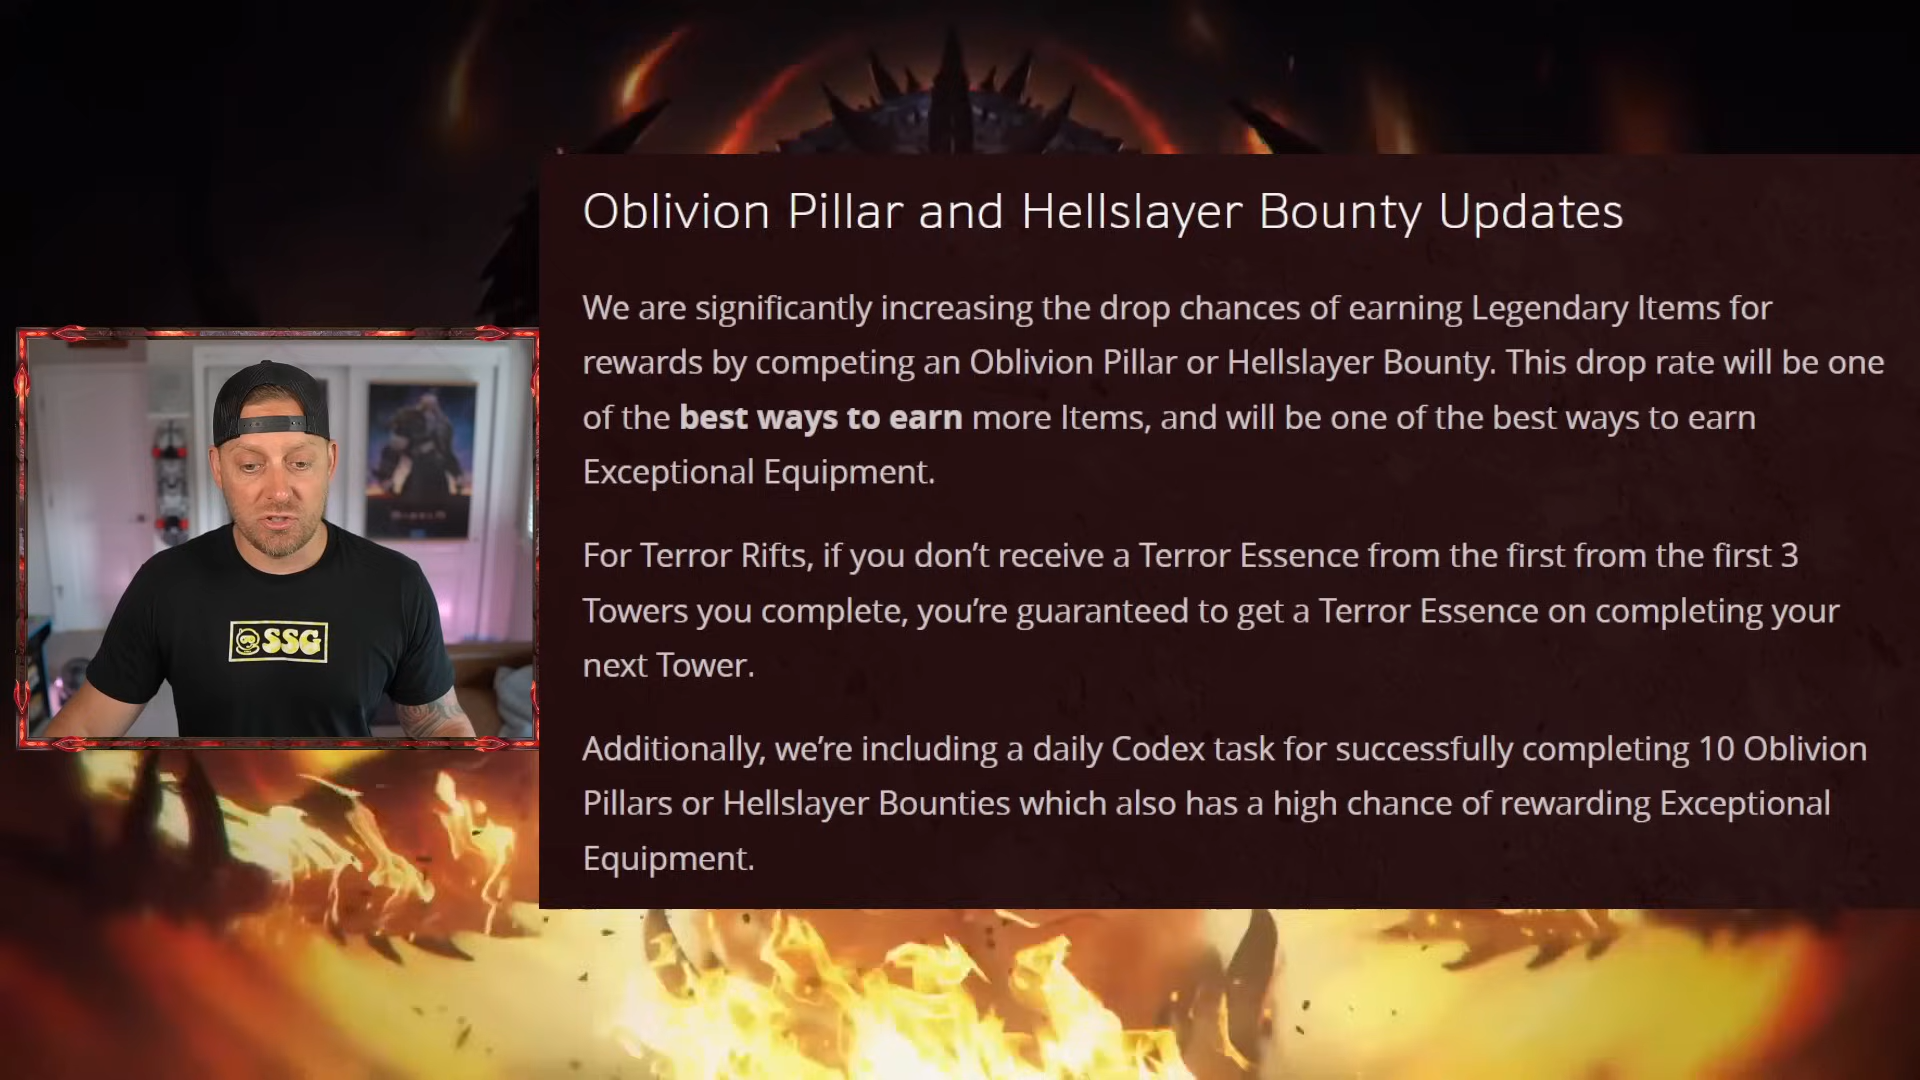 Oblivion Pillar and Hellslayer Bounty Updates
We are significantly increasing the drop chances of earning Legendary Items for
rewards by competing an Oblivion Pillar or Hellslayer Bounty. This drop rate will be one
of the best ways to earn more Items, and will be one of the best ways to earn
Exceptional Equipment.
For Terror Rifts, if you don’t receive a Terror Essence from the first from the first 3
Towers you complete, you’re guaranteed to get a Terror Essence on completing your
next Tower.
Additionally, we’re including a daily Codex task for successfully completing 10 Oblivion
Pillars or Hellslayer Bounties which also has a high chance of rewarding Exceptional
Equipment.
SSG